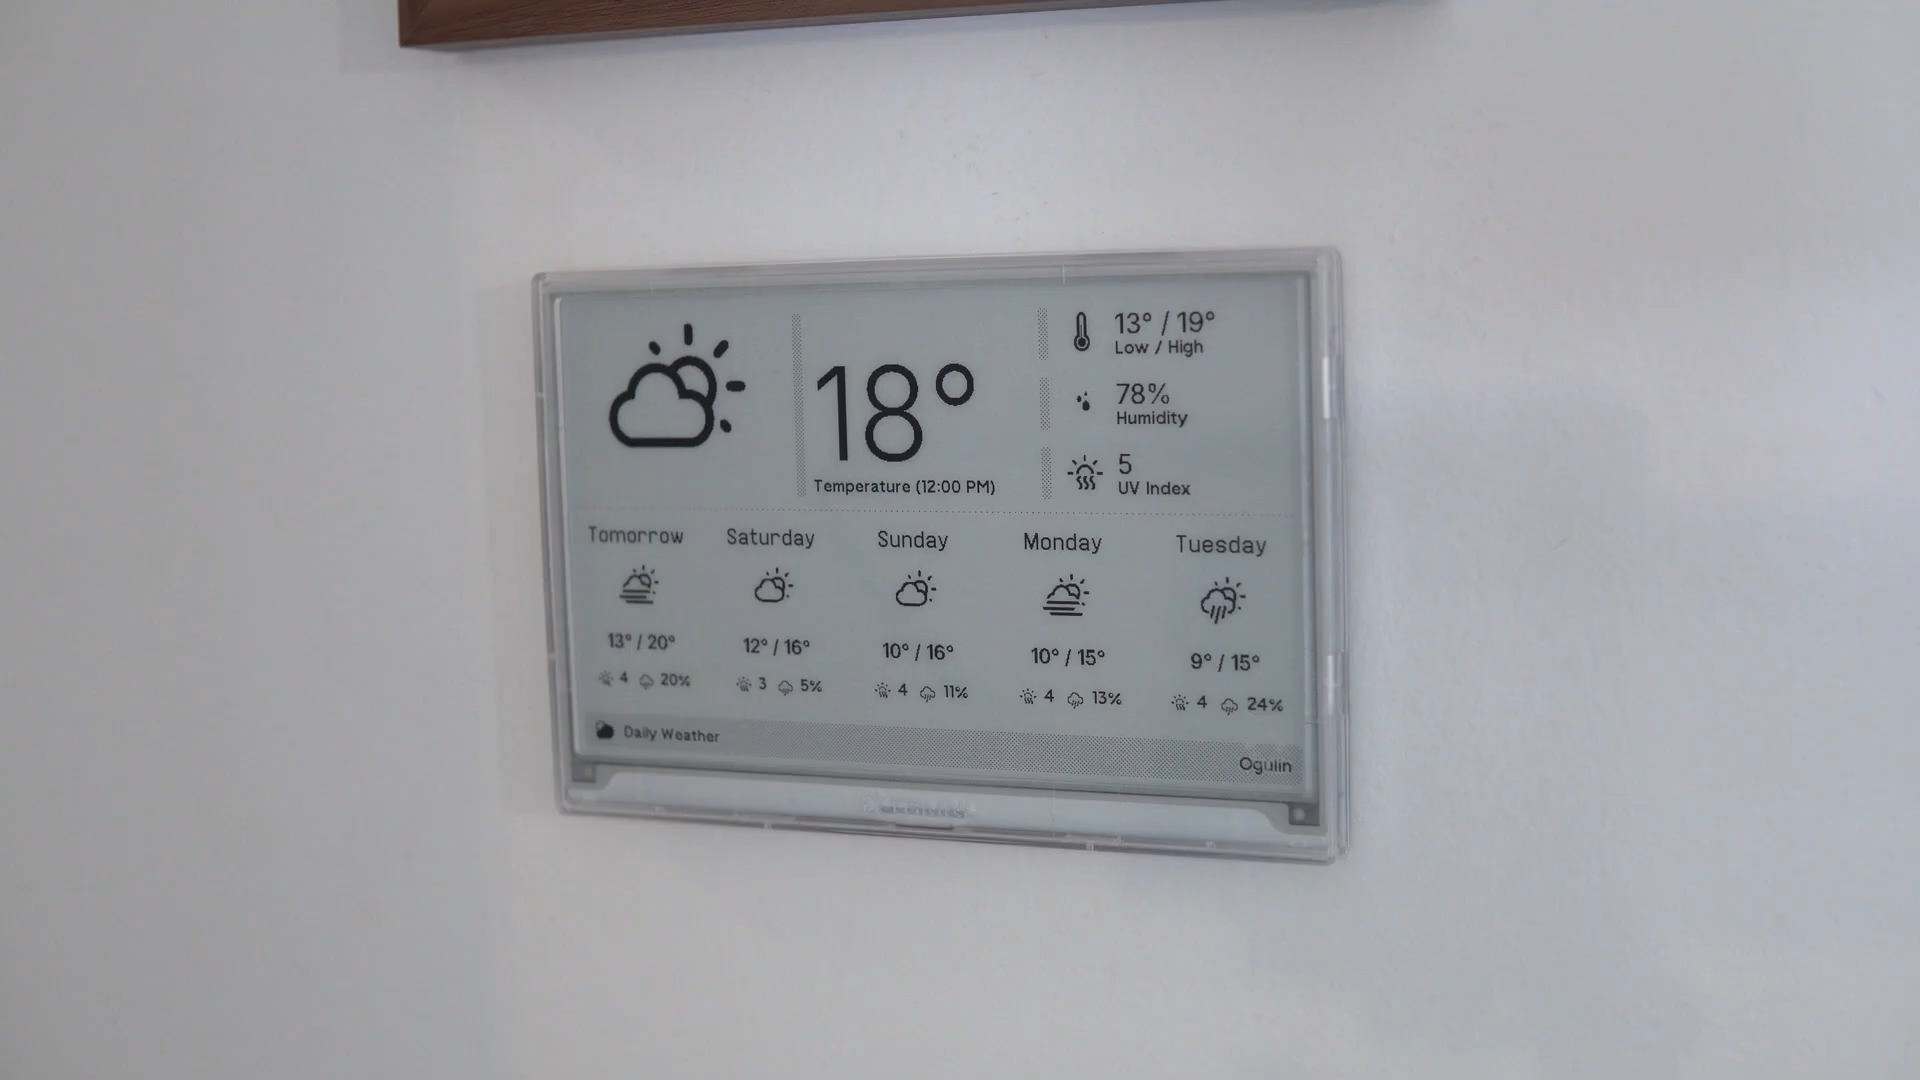 13° / 19°
Low / High
18°
Temperature (12:00 PM)
78%
Humidity
5
UV Index
Tomorrow Saturday Sunday Monday Tuesday
13° / 20° 12° / 16° 10° / 16° 10° / 15° 9° / 15°
4 20% 3 5% 4 11% 4 13% 4 24%
Daily Weather
Ogulin